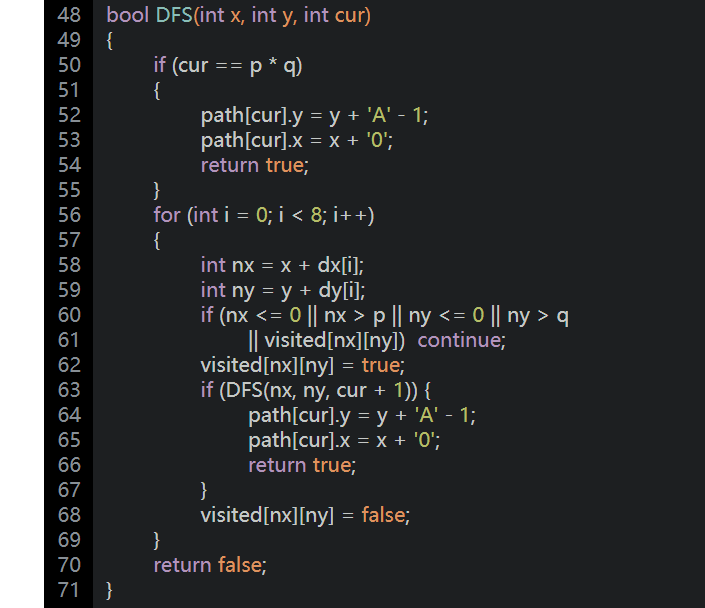 48 bool DFS(int x, int y, int cur)
49 {
50     if (cur == p * q)
51     {
52         path[cur].y = y + 'A' - 1;
53         path[cur].x = x + '0';
54         return true;
55     }
56     for (int i = 0; i < 8; i++)
57     {
58         int nx = x + dx[i];
59         int ny = y + dy[i];
60         if (nx <= 0 || nx > p || ny <= 0 || ny > q
61             || visited[nx][ny])  continue;
62         visited[nx][ny] = true;
63         if (DFS(nx, ny, cur + 1)) {
64             path[cur].y = y + 'A' - 1;
65             path[cur].x = x + '0';
66             return true;
67         }
68         visited[nx][ny] = false;
69     }
70     return false;
71 }